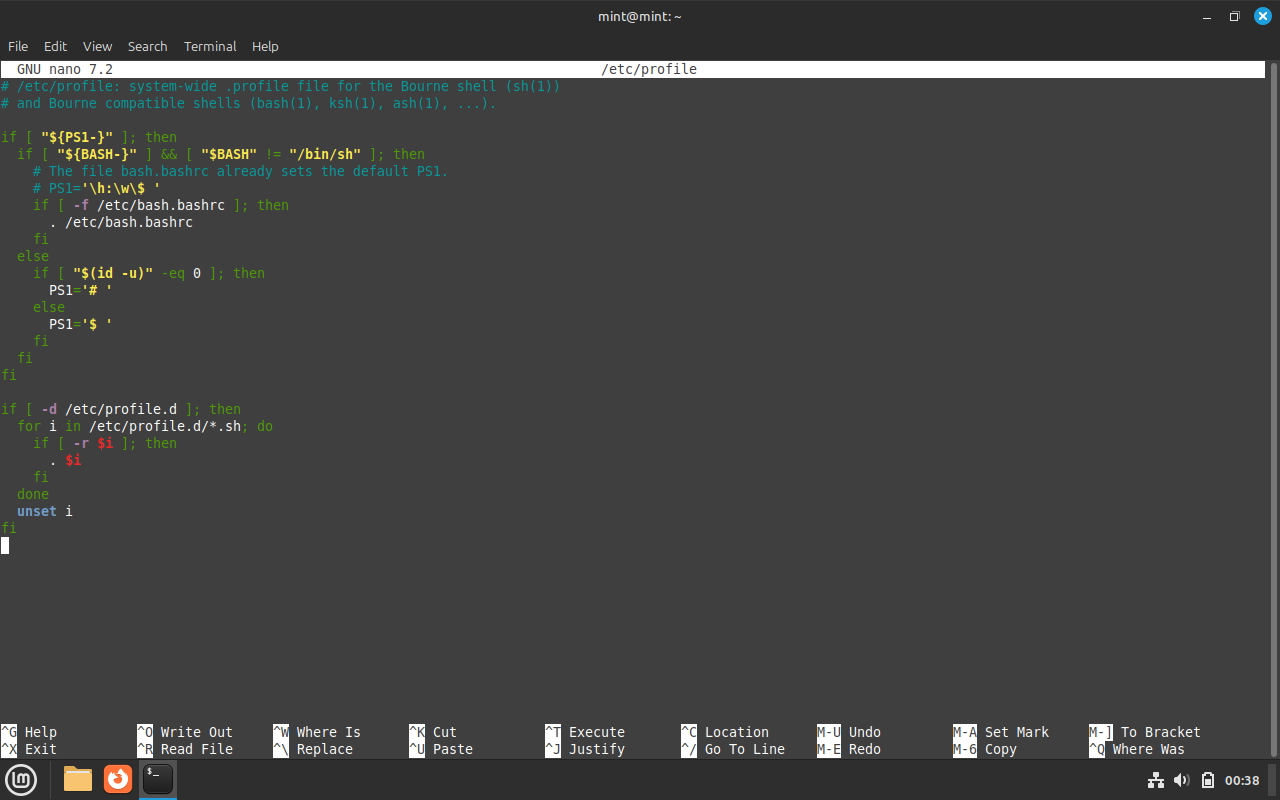 mint@mint: ~
File Edit View Search Terminal Help
GNU nano 7.2 /etc/profile
# /etc/profile: system-wide .profile file for the Bourne shell (sh(1))
# and Bourne compatible shells (bash(1), ksh(1), ash(1), ...).
if [ "${PS1-}" ]; then
  if [ "${BASH-}" ] && [ "$BASH" != "/bin/sh" ]; then
    # The file bash.bashrc already sets the default PS1.
    # PS1='\h:\w\$ '
    if [ -f /etc/bash.bashrc ]; then
      . /etc/bash.bashrc
    fi
  else
    if [ "$(id -u)" -eq 0 ]; then
      PS1='# '
    else
      PS1='$ '
    fi
  fi
fi
if [ -d /etc/profile.d ]; then
  for i in /etc/profile.d/*.sh; do
    if [ -r $i ]; then
      . $i
    fi
  done
  unset i
fi
^G Help ^O Write Out ^W Where Is ^K Cut ^T Execute ^C Location M-U Undo M-A Set Mark M-] To Bracket
^X Exit ^R Read File ^\ Replace ^U Paste ^J Justify ^/ Go To Line M-E Redo M-6 Copy ^Q Where Was
$_
00:38